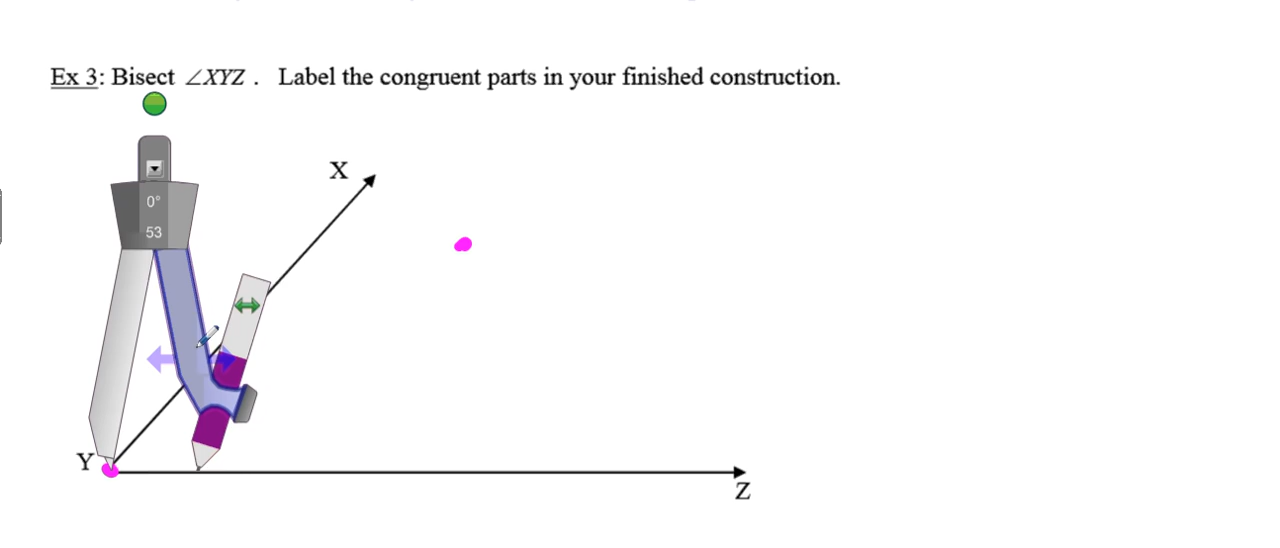 Ex 3: Bisect ∠XYZ . Label the congruent parts in your finished construction.
X
0°
53
Y
Z